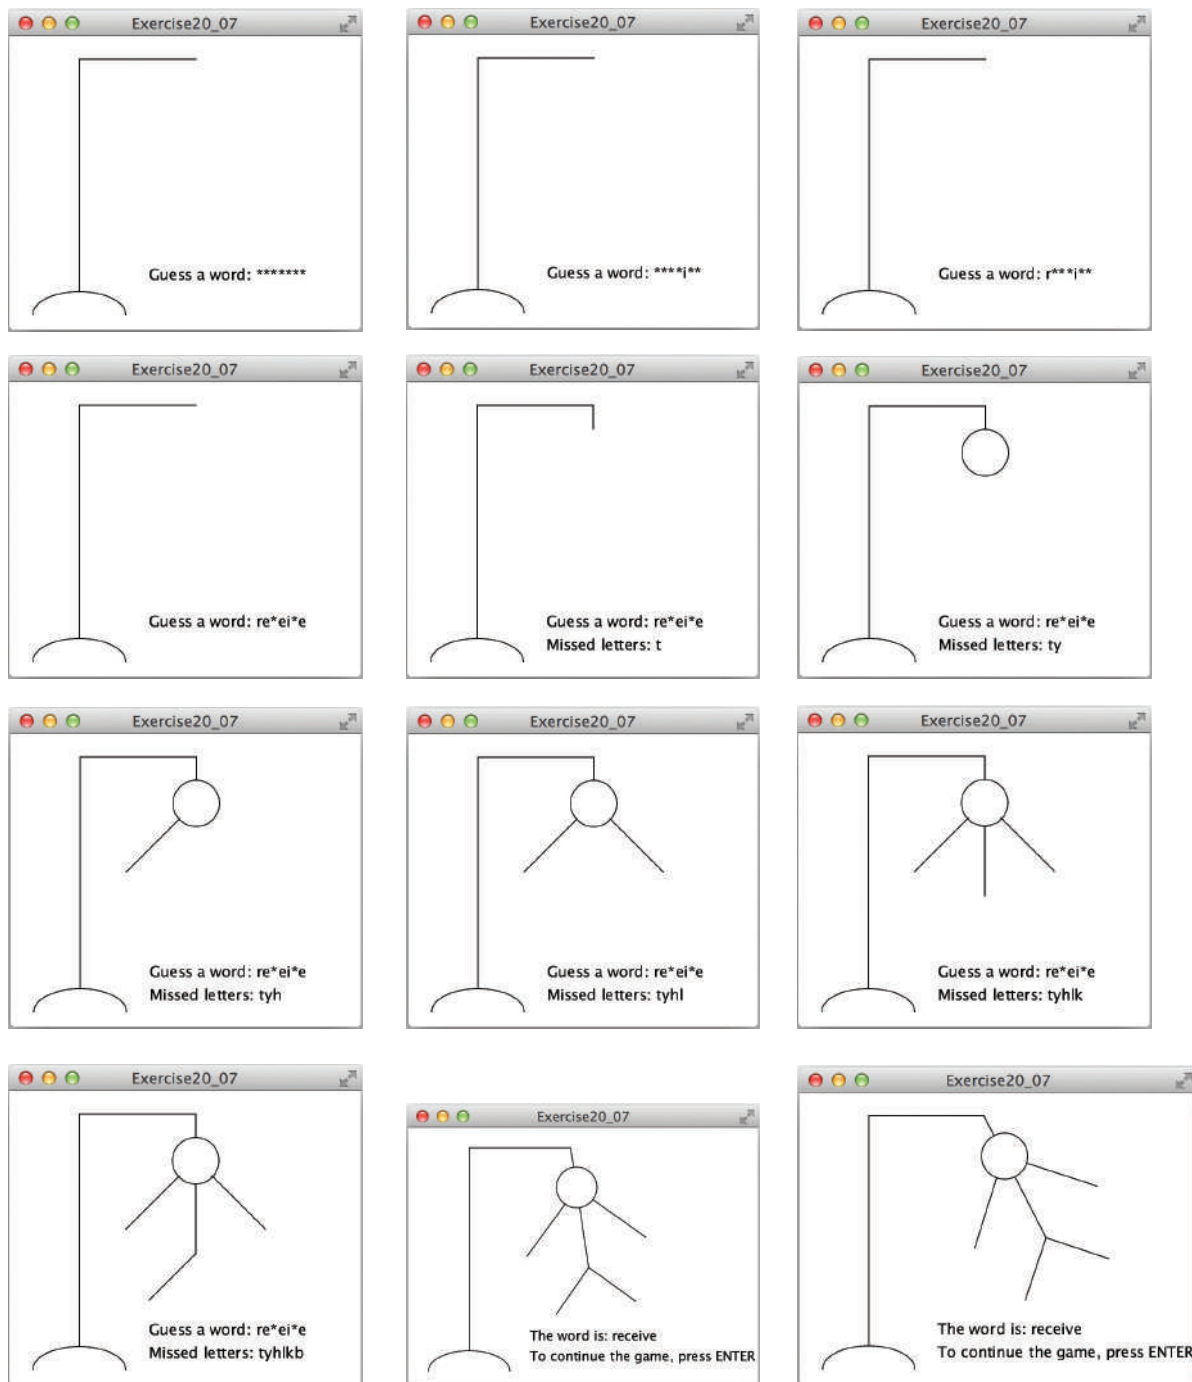 Exercise20_07
Guess a word: *******
Exercise20_07
Guess a word: ****i**
Exercise20_07
Guess a word: r***i**
Exercise20_07
Guess a word: re*ei*e
Exercise20_07
Guess a word: re*ei*e
Missed letters: t
Exercise20_07
Guess a word: re*ei*e
Missed letters: ty
Exercise20_07
Guess a word: re*ei*e
Missed letters: tyh
Exercise20_07
Guess a word: re*ei*e
Missed letters: tyhl
Exercise20_07
Guess a word: re*ei*e
Missed letters: tyhlk
Exercise20_07
Guess a word: re*ei*e
Missed letters: tyhlkb
Exercise20_07
The word is: receive
To continue the game, press ENTER
Exercise20_07
The word is: receive
To continue the game, press ENTER